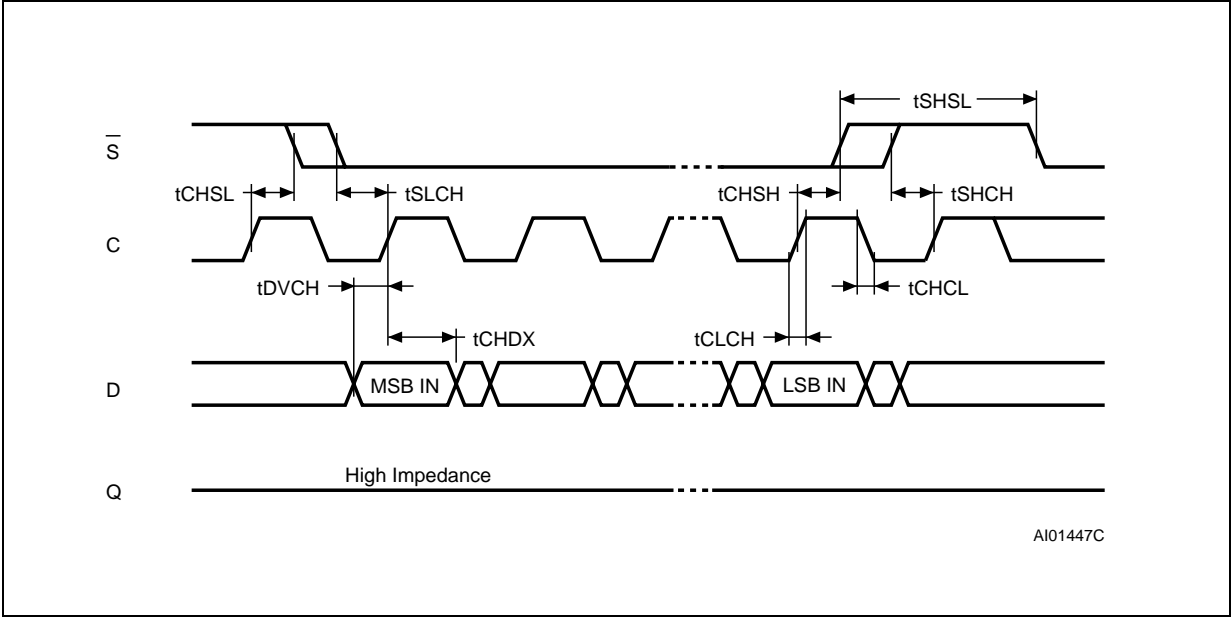 tSHSL
S̅
tCHSL
tSLCH
tCHSH
tSHCH
C
tDVCH
tCHCL
tCHDX
tCLCH
D
MSB IN
LSB IN
High Impedance
Q
AI01447C